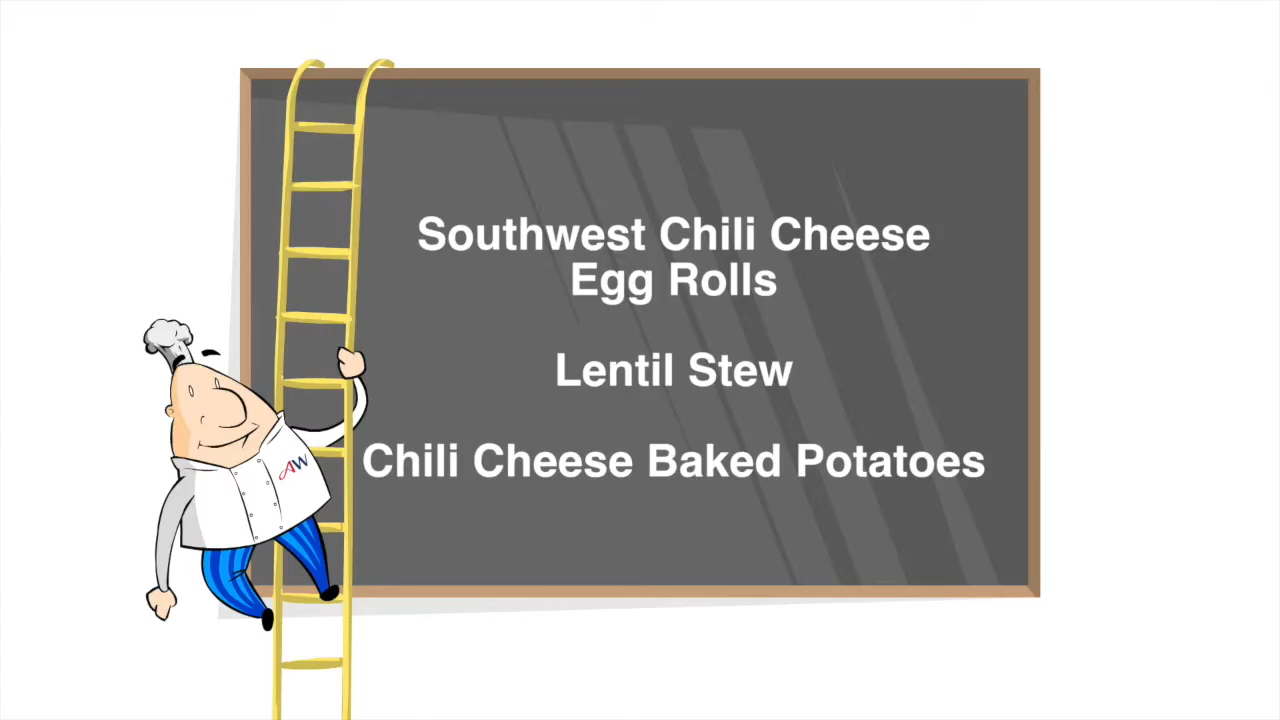 Southwest Chili Cheese
Egg Rolls
Lentil Stew
Chili Cheese Baked Potatoes
AW